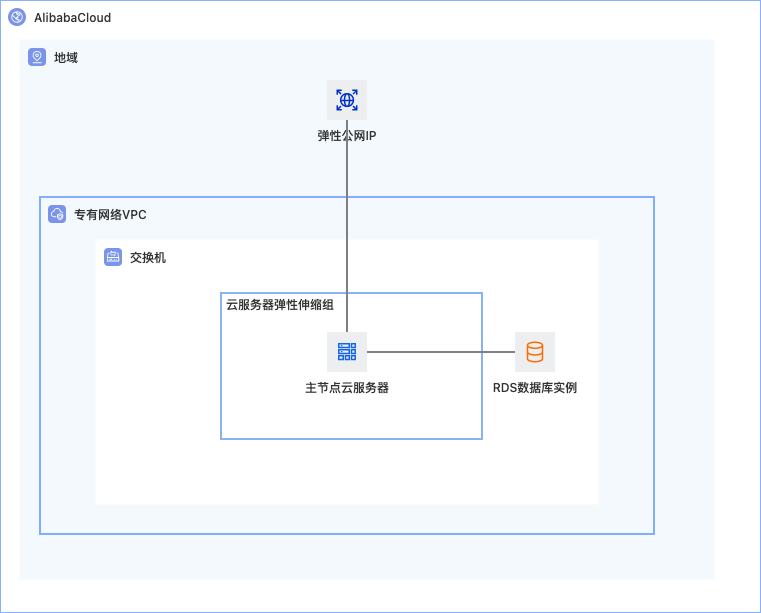 AlibabaCloud
地域
弹性公网IP
专有网络VPC
交换机
云服务器弹性伸缩组
主节点云服务器
RDS数据库实例